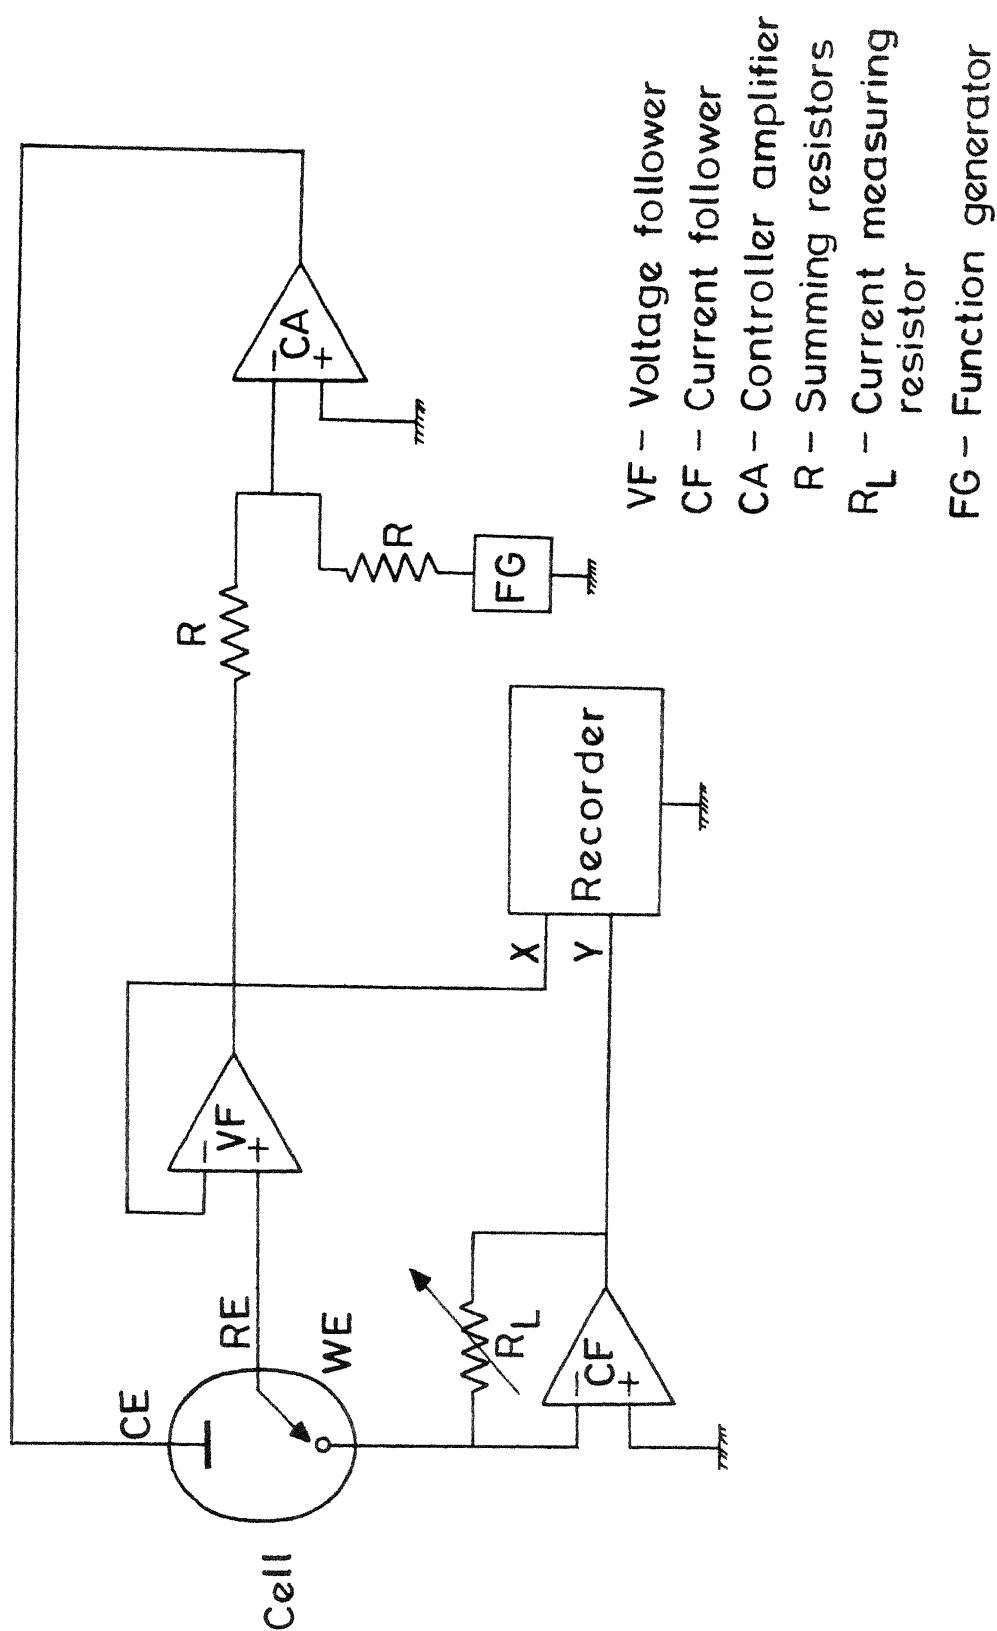 Cell
CE
RE
WE
− VF +
R
− CA +
R
FG
R_L
− CF +
X
Y
Recorder
VF – Voltage follower
CF – Current follower
CA – Controller amplifier
R – Summing resistors
R_L – Current measuring
resistor
FG – Function generator